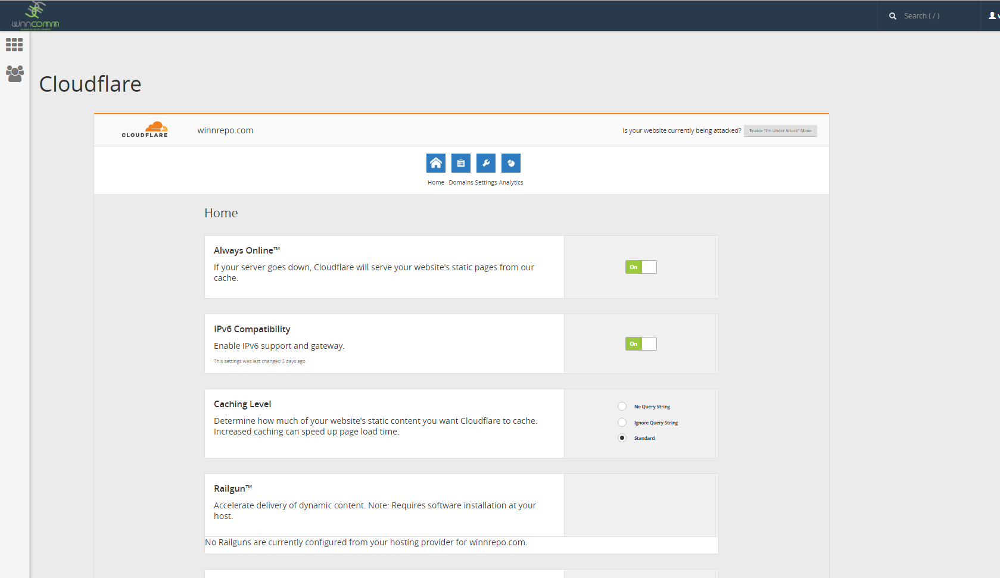 winncomm
Search ( / )
Cloudflare
CLOUDFLARE
winnrepo.com
Is your website currently being attacked?
Enable "I'm Under Attack" Mode
Home
Domains
Settings
Analytics
Home
Always Online™
If your server goes down, Cloudflare will serve your website's static pages from our
cache.
On
IPv6 Compatibility
Enable IPv6 support and gateway.
This settings was last changed 3 days ago
On
Caching Level
Determine how much of your website's static content you want Cloudflare to cache.
Increased caching can speed up page load time.
No Query String
Ignore Query String
Standard
Railgun™
Accelerate delivery of dynamic content. Note: Requires software installation at your
host.
No Railguns are currently configured from your hosting provider for winnrepo.com.